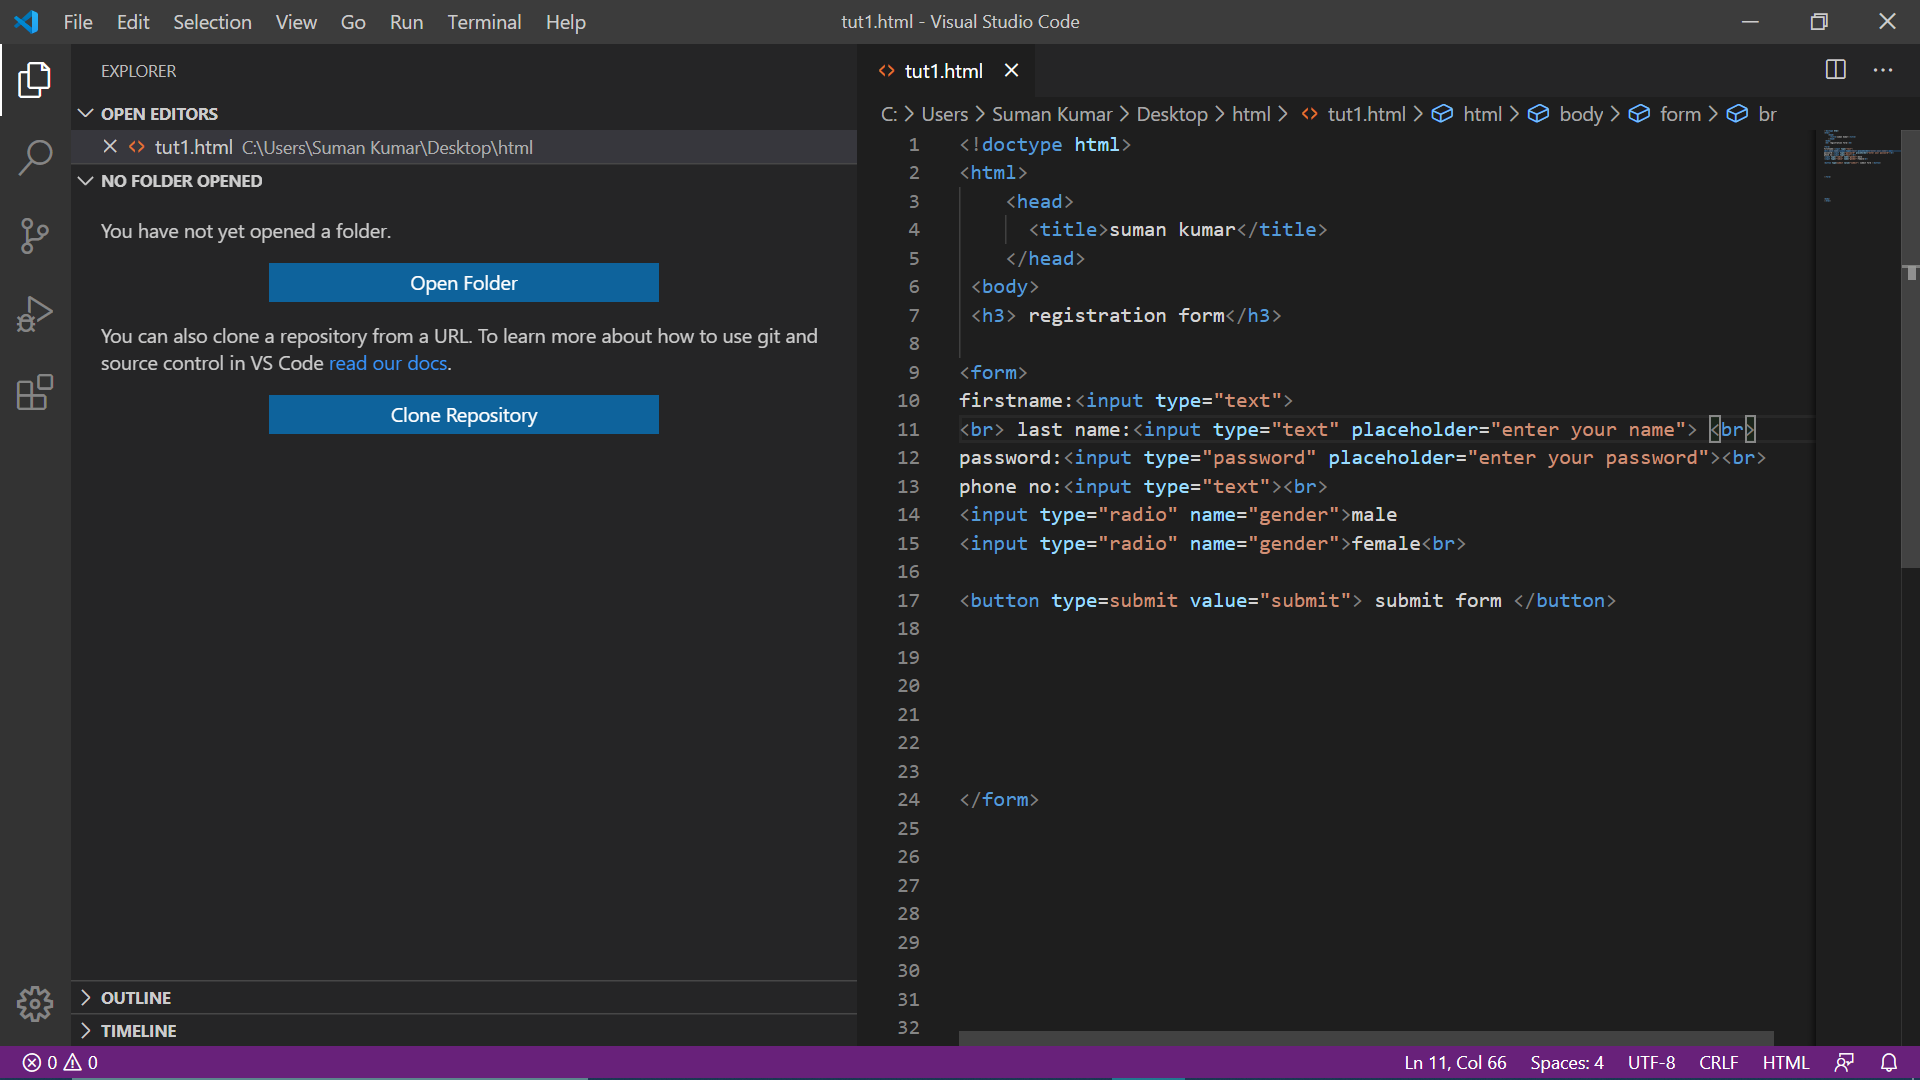 File Edit Selection View Go Run Terminal Help
tut1.html - Visual Studio Code
EXPLORER
OPEN EDITORS
tut1.html C:\Users\Suman Kumar\Desktop\html
NO FOLDER OPENED
You have not yet opened a folder.
Open Folder
You can also clone a repository from a URL. To learn more about how to use git and
source control in VS Code read our docs.
Clone Repository
OUTLINE
TIMELINE
tut1.html
C: > Users > Suman Kumar > Desktop > html > tut1.html > html > body > form > br
1 <!doctype html>
2 <html>
3 <head>
4 <title>suman kumar</title>
5 </head>
6 <body>
7 <h3> registration form</h3>
8
9 <form>
10 firstname:<input type="text">
11 <br> last name:<input type="text" placeholder="enter your name"> <br>
12 password:<input type="password" placeholder="enter your password"><br>
13 phone no:<input type="text"><br>
14 <input type="radio" name="gender">male
15 <input type="radio" name="gender">female<br>
16
17 <button type=submit value="submit"> submit form </button>
18
19
20
21
22
23
24 </form>
25
26
27
28
29
30
31
32
0 0
Ln 11, Col 66 Spaces: 4 UTF-8 CRLF HTML